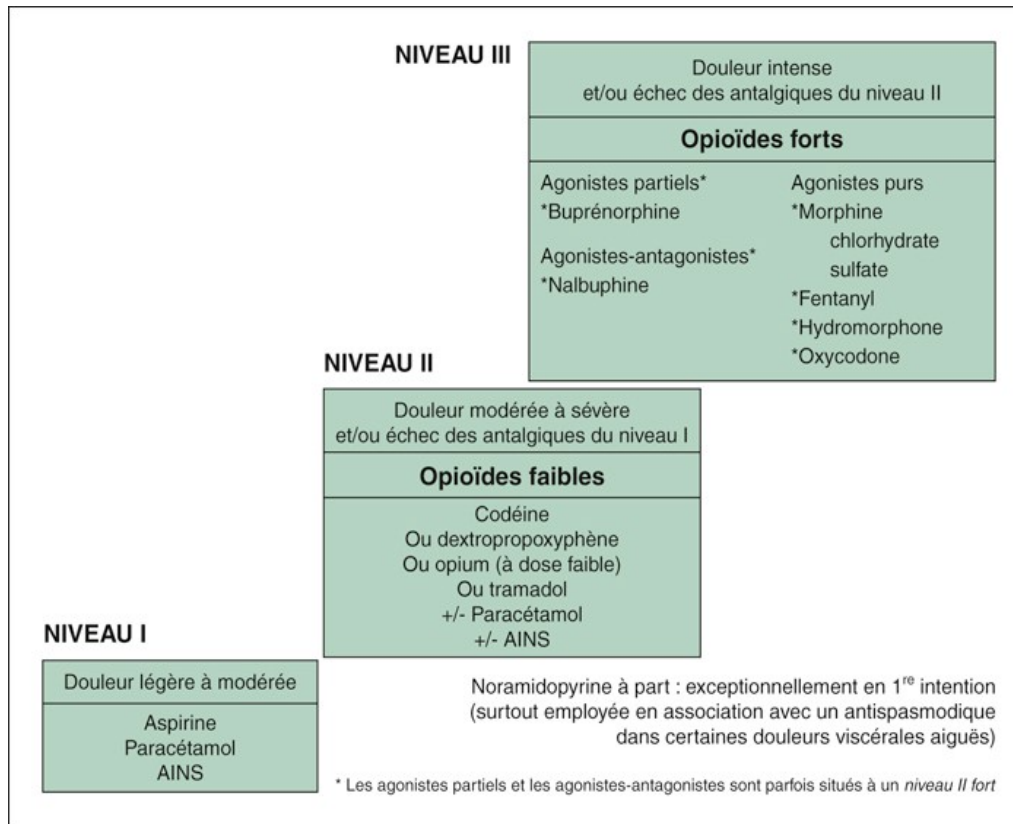 NIVEAU III
Douleur intense
et/ou échec des antalgiques du niveau II
Opioïdes forts
Agonistes partiels*
*Buprénorphine
Agonistes-antagonistes*
*Nalbuphine
Agonistes purs
*Morphine
chlorhydrate
sulfate
*Fentanyl
*Hydromorphone
*Oxycodone
NIVEAU II
Douleur modérée à sévère
et/ou échec des antalgiques du niveau I
Opioïdes faibles
Codéine
Ou dextropropoxyphène
Ou opium (à dose faible)
Ou tramadol
+/- Paracétamol
+/- AINS
NIVEAU I
Douleur légère à modérée
Aspirine
Paracétamol
AINS
Noramidopyrine à part : exceptionnellement en 1re intention
(surtout employée en association avec un antispasmodique
dans certaines douleurs viscérales aiguës)
* Les agonistes partiels et les agonistes-antagonistes sont parfois situés à un niveau II fort